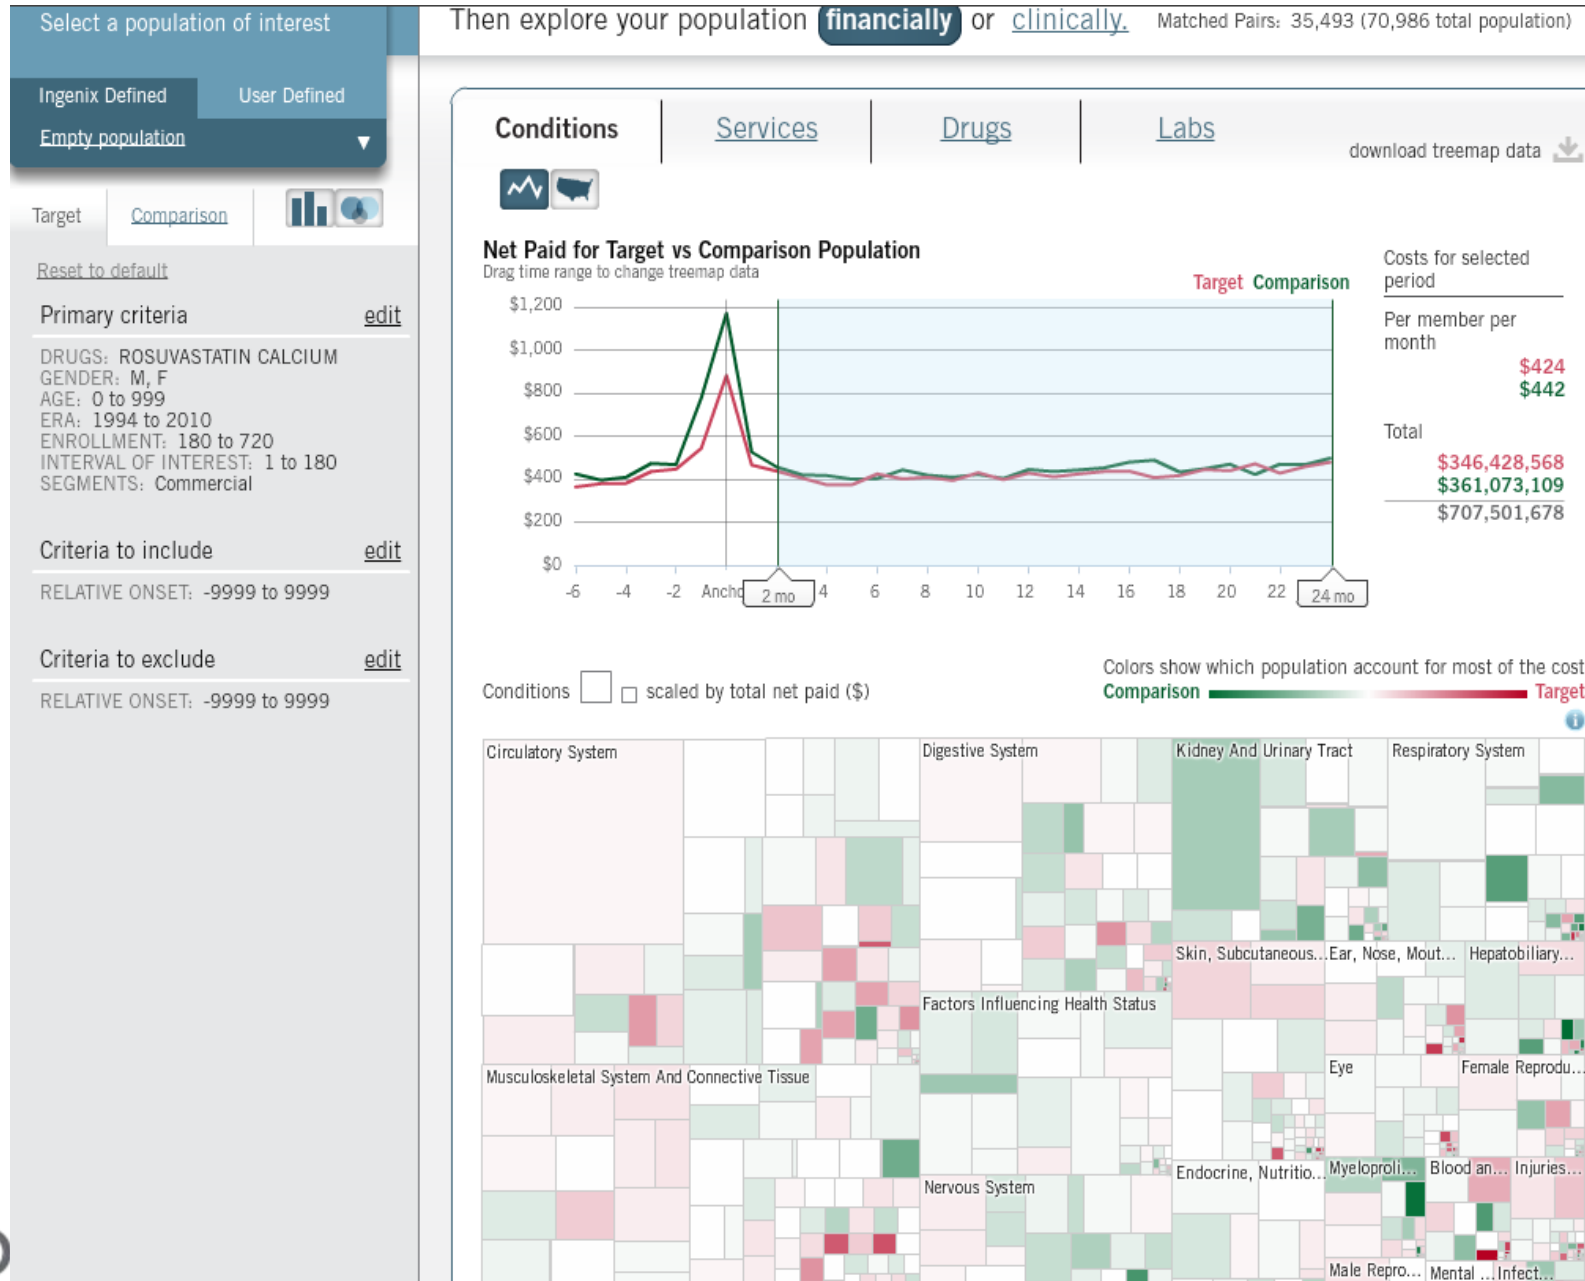 Select a population of interest
Ingenix Defined
User Defined
Empty population
Target
Comparison
Reset to default
Primary criteria
edit
DRUGS: ROSUVASTATIN CALCIUM
GENDER: M, F
AGE: 0 to 999
ERA: 1994 to 2010
ENROLLMENT: 180 to 720
INTERVAL OF INTEREST: 1 to 180
SEGMENTS: Commercial
Criteria to include
edit
RELATIVE ONSET: -9999 to 9999
Criteria to exclude
edit
RELATIVE ONSET: -9999 to 9999
Then explore your population financially or clinically.
Matched Pairs: 35,493 (70,986 total population)
Conditions
Services
Drugs
Labs
download treemap data
Net Paid for Target vs Comparison Population
Drag time range to change treemap data
Target Comparison
$1,200
$1,000
$800
$600
$400
$200
$0
-6 -4 -2 Ancho 2 mo 4 6 8 10 12 14 16 18 20 22 24 mo
Costs for selected
period
Per member per
month
$424
$442
Total
$346,428,568
$361,073,109
$707,501,678
Conditions
scaled by total net paid ($)
Colors show which population account for most of the cost
Comparison
Target
Circulatory System
Digestive System
Kidney And Urinary Tract
Respiratory System
Skin, Subcutaneous...
Ear, Nose, Mout...
Hepatobiliary...
Factors Influencing Health Status
Musculoskeletal System And Connective Tissue
Eye
Female Reprodu...
Nervous System
Endocrine, Nutritio...
Myeloproli...
Blood an...
Injuries...
Male Repro...
Mental ...
Infect...